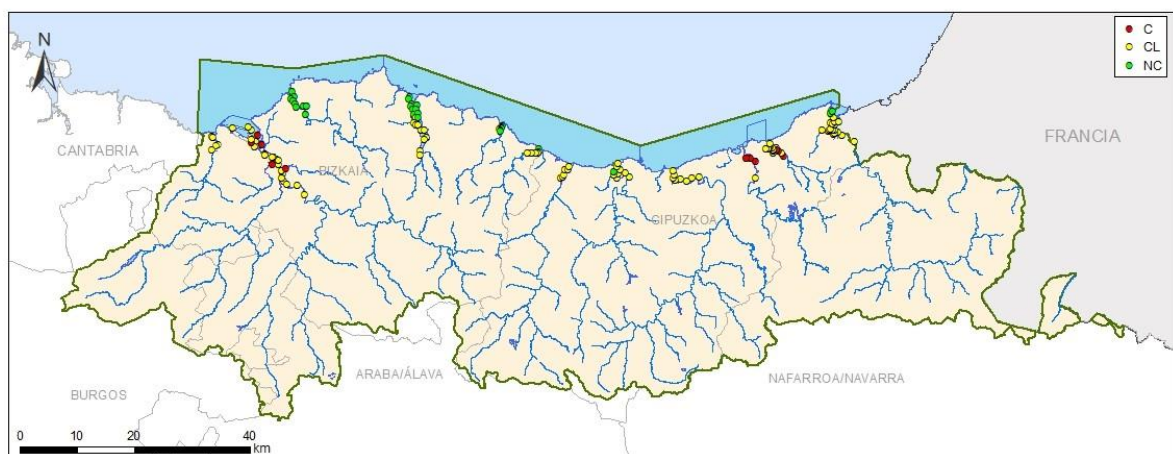 N
C
CL
NC
FRANCIA
CANTABRIA
BIZKAIA
GIPUZKOA
ARABA/ÁLAVA
NAFARROA/NAVARRA
BURGOS
0 10 20 40
km